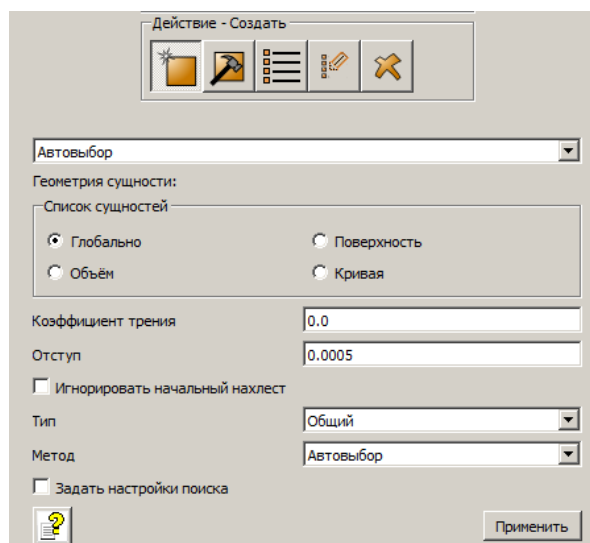 Действие - Создать
Автовыбор
Геометрия сущности:
Список сущностей
Глобально
Поверхность
Объём
Кривая
Коэффициент трения 0.0
Отступ 0.0005
Игнорировать начальный нахлест
Тип Общий
Метод Автовыбор
Задать настройки поиска
Применить